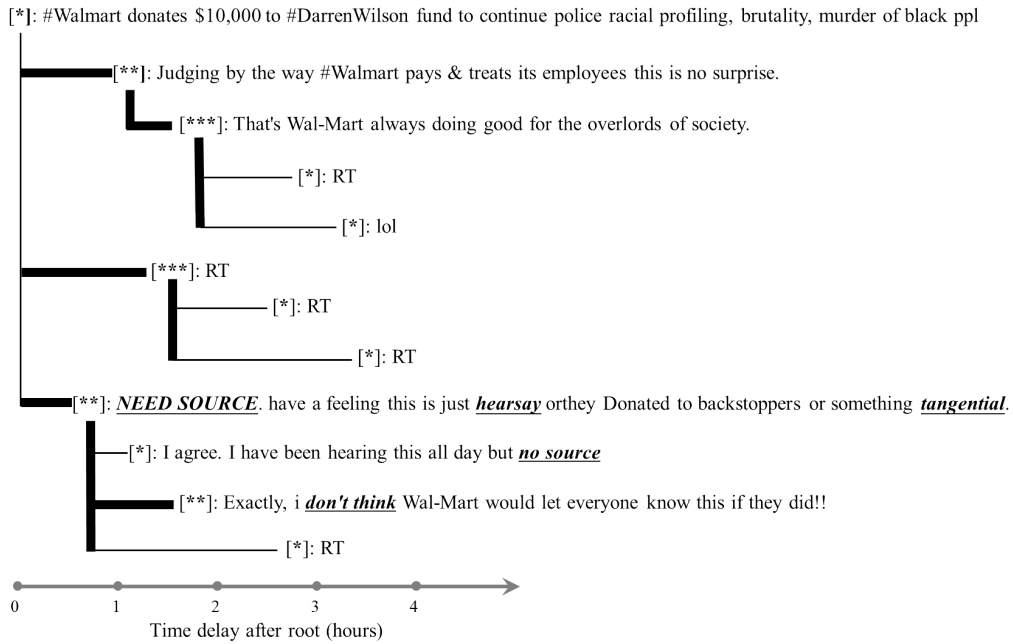 [*]: #Walmart donates $10,000 to #DarrenWilson fund to continue police racial profiling, brutality, murder of black ppl
[**]: Judging by the way #Walmart pays & treats its employees this is no surprise.
[***]: That's Wal-Mart always doing good for the overlords of society.
[*]: RT
[*]: lol
[***]: RT
[*]: RT
[*]: RT
[**]: NEED SOURCE. have a feeling this is just hearsay orthey Donated to backstoppers or something tangential.
[*]: I agree. I have been hearing this all day but no source
[**]: Exactly, i don't think Wal-Mart would let everyone know this if they did!!
[*]: RT
0 1 2 3 4
Time delay after root (hours)